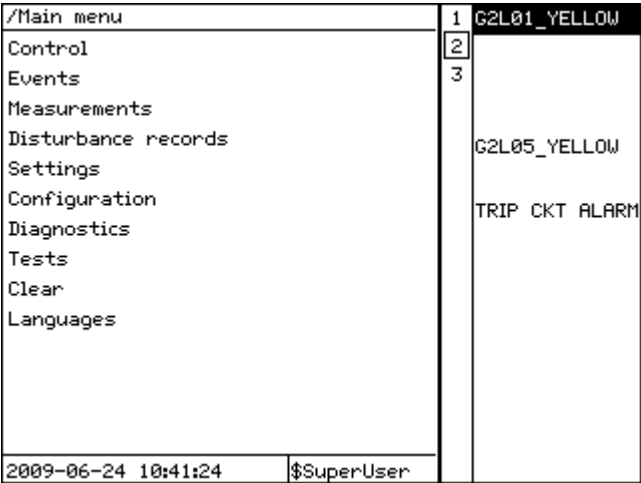 /Main menu
Control
Events
Measurements
Disturbance records
Settings
Configuration
Diagnostics
Tests
Clear
Languages
2009-06-24 10:41:24
$SuperUser
1
2
3
G2L01_YELLOW
G2L05_YELLOW
TRIP CKT ALARM